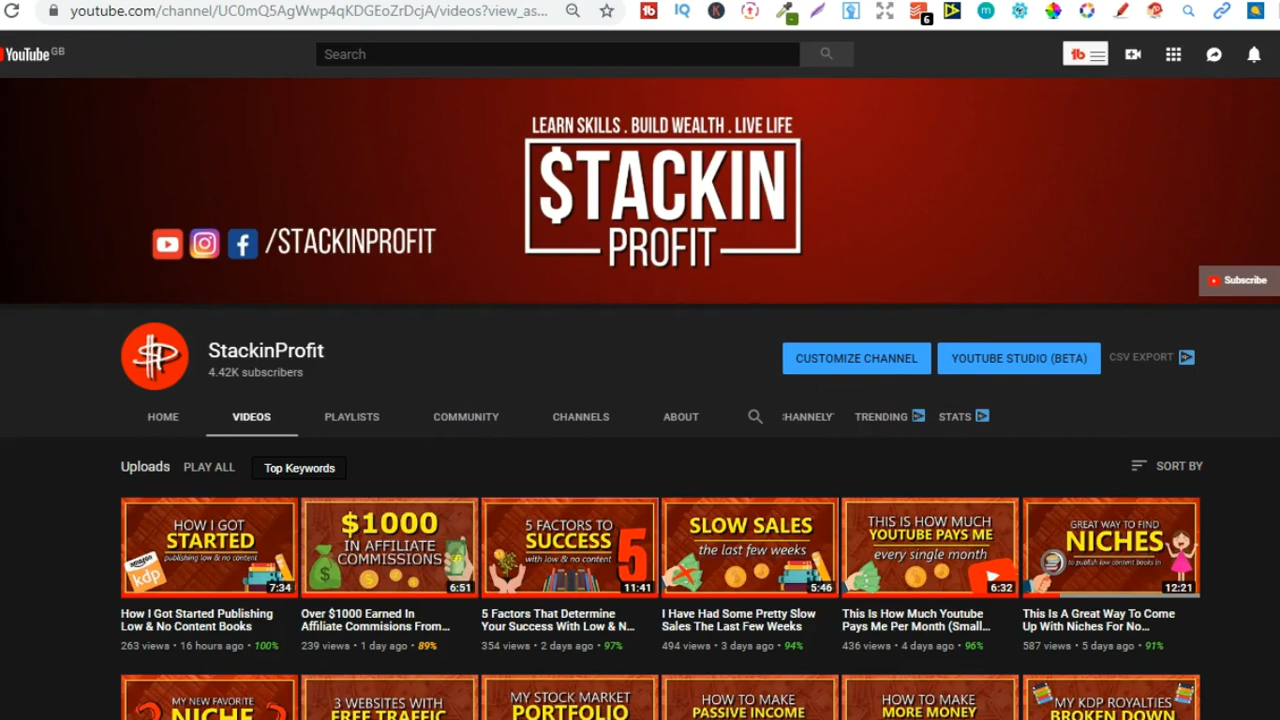 youtube.com/channel/UC0mQ5AgWwp4qKDGEoZrDcjA/videos?view_as...
6
YouTube GB
Search
LEARN SKILLS . BUILD WEALTH . LIVE LIFE
$TACKIN
PROFIT
/STACKINPROFIT
Subscribe
StackinProfit
4.42K subscribers
CUSTOMIZE CHANNEL
YOUTUBE STUDIO (BETA)
CSV EXPORT
HOME VIDEOS PLAYLISTS COMMUNITY CHANNELS ABOUT HANNELY TRENDING STATS
Uploads PLAY ALL Top Keywords SORT BY
HOW I GOT
STARTED
publishing low & no content
amazon
kdp
7:34
$1000
IN AFFILIATE
COMMISSIONS
6:51
5 FACTORS TO
SUCCESS
with low & no content
5
11:41
SLOW SALES
the last few weeks
5:46
THIS IS HOW MUCH
YOUTUBE PAYS ME
every single month
6:32
GREAT WAY TO FIND
NICHES
to publish low content books in
12:21
How I Got Started Publishing
Low & No Content Books
263 views • 16 hours ago • 100%
Over $1000 Earned In
Affiliate Commisions From...
239 views • 1 day ago • 89%
5 Factors That Determine
Your Success With Low & N...
354 views • 2 days ago • 97%
I Have Had Some Pretty Slow
Sales The Last Few Weeks
494 views • 3 days ago • 94%
This Is How Much Youtube
Pays Me Per Month (Small...
436 views • 4 days ago • 96%
This Is A Great Way To Come
Up With Niches For No...
587 views • 5 days ago • 91%
MY NEW FAVORITE
NICHE
3 WEBSITES WITH
FREE TRAFFIC
MY STOCK MARKET
PORTFOLIO
HOW TO MAKE
PASSIVE INCOME
HOW TO MAKE
MORE MONEY
MY KDP ROYALTIES
BROKEN DOWN